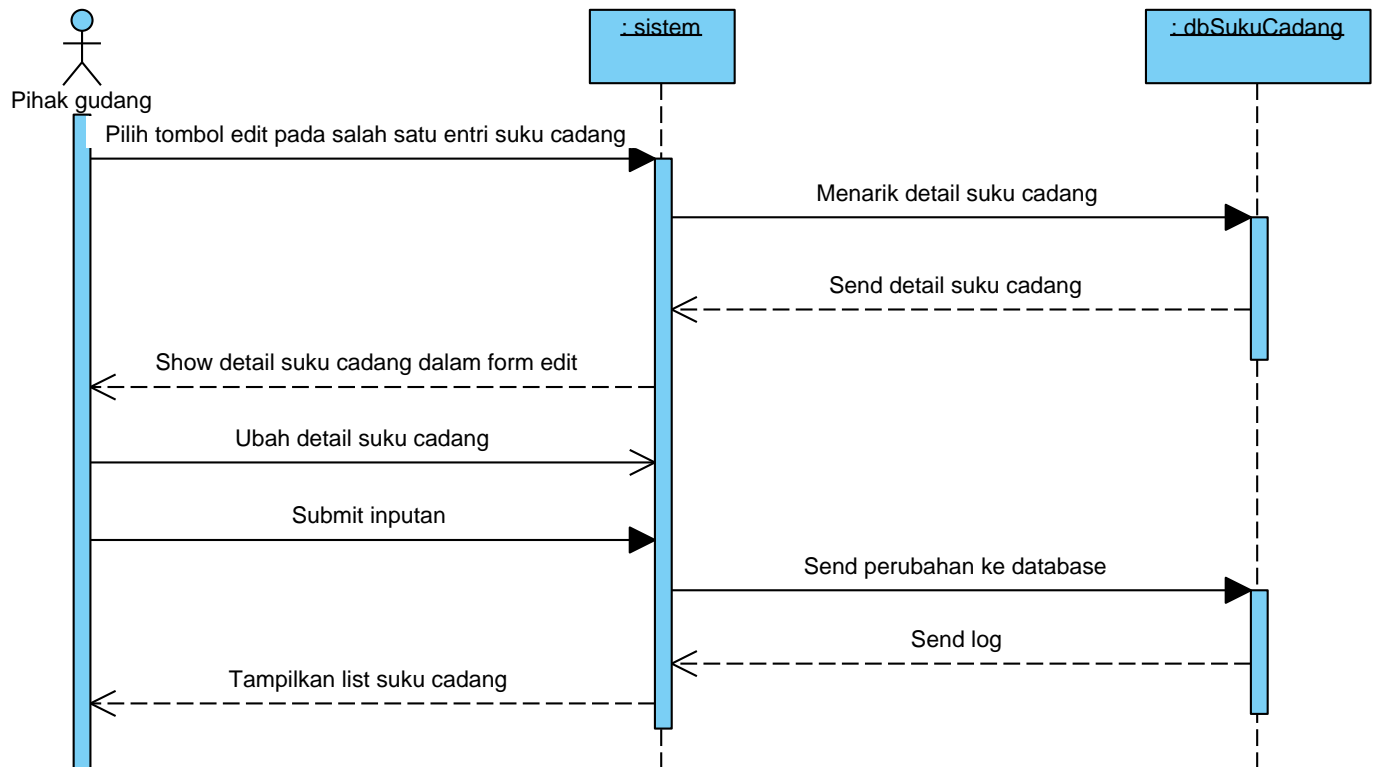 : sistem
: dbSukuCadang
Pihak gudang
Pilih tombol edit pada salah satu entri suku cadang
Menarik detail suku cadang
Send detail suku cadang
Show detail suku cadang dalam form edit
Ubah detail suku cadang
Submit inputan
Send perubahan ke database
Send log
Tampilkan list suku cadang